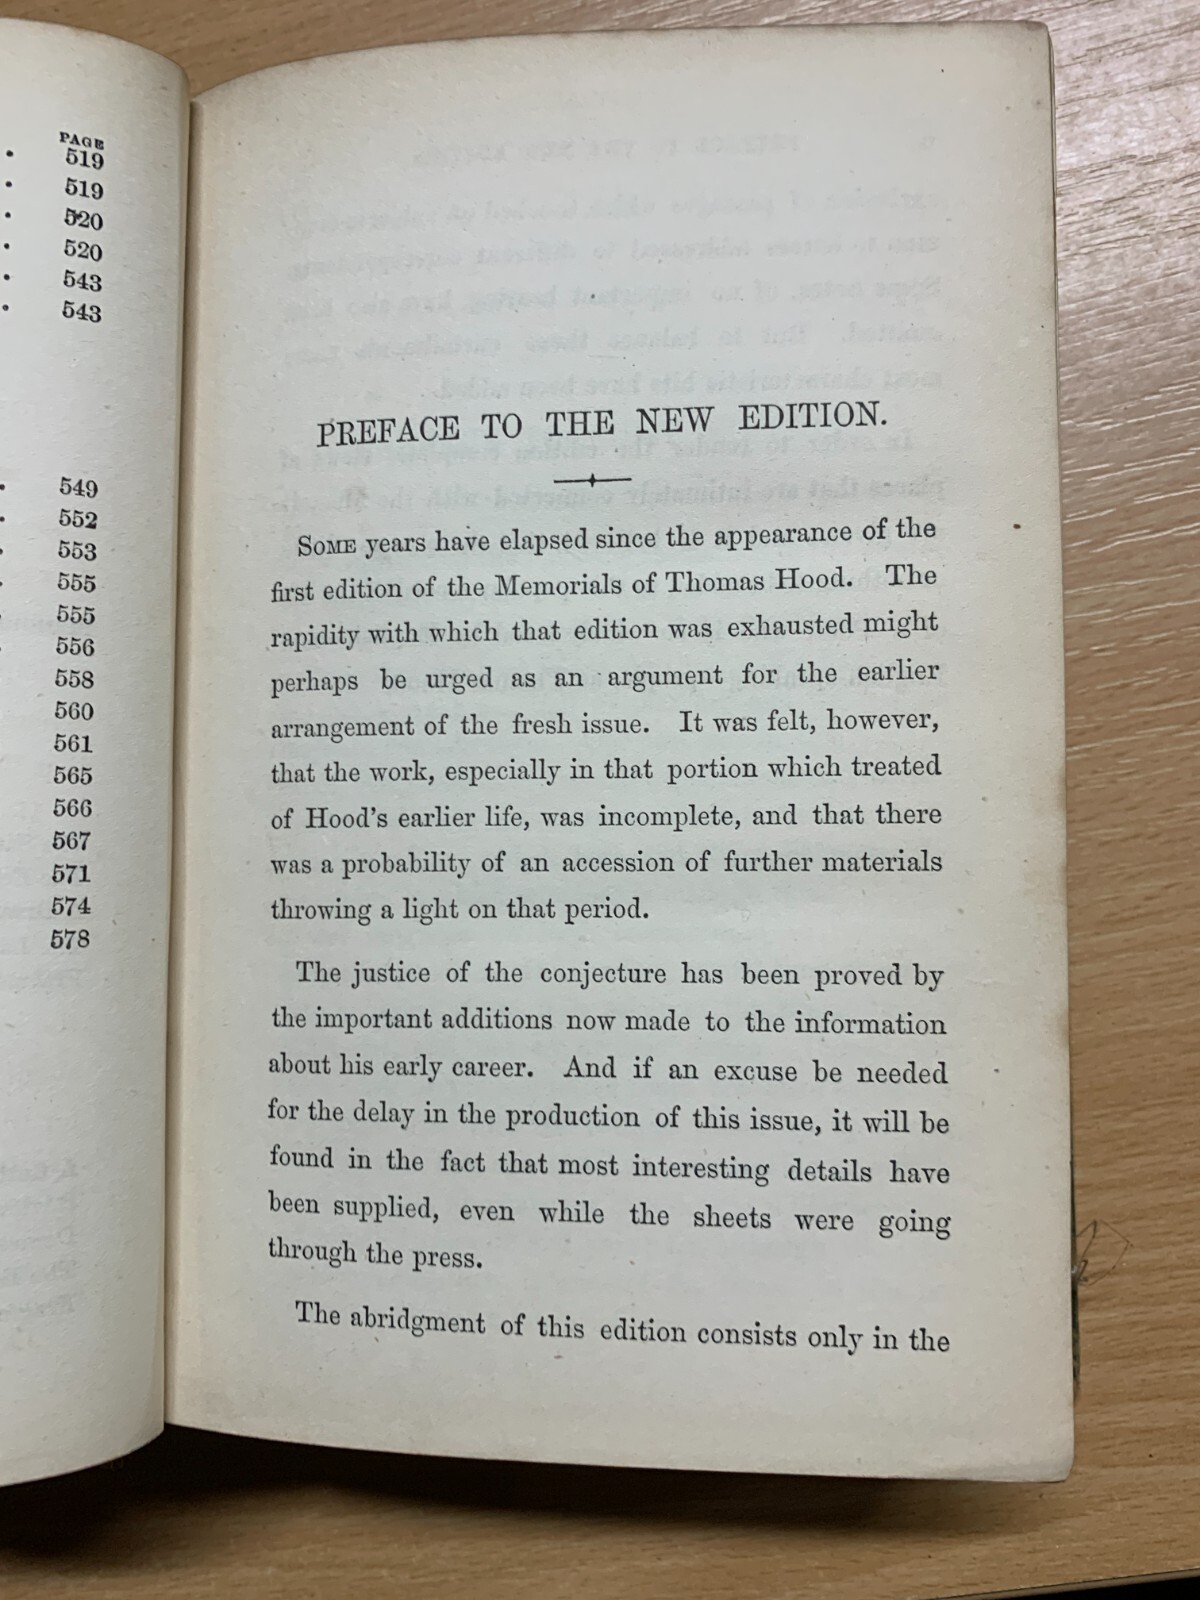 PAGE
519
519
520
520
543
543
549
552
553
555
555
556
558
560
561
565
566
567
571
574
578
PREFACE TO THE NEW EDITION.
SOME years have elapsed since the appearance of the
first edition of the Memorials of Thomas Hood. The
rapidity with which that edition was exhausted might
perhaps be urged as an argument for the earlier
arrangement of the fresh issue. It was felt, however,
that the work, especially in that portion which treated
of Hood's earlier life, was incomplete, and that there
was a probability of an accession of further materials
throwing a light on that period.
The justice of the conjecture has been proved by
the important additions now made to the information
about his early career. And if an excuse be needed
for the delay in the production of this issue, it will be
found in the fact that most interesting details have
been supplied, even while the sheets were going
through the press.
The abridgment of this edition consists only in the